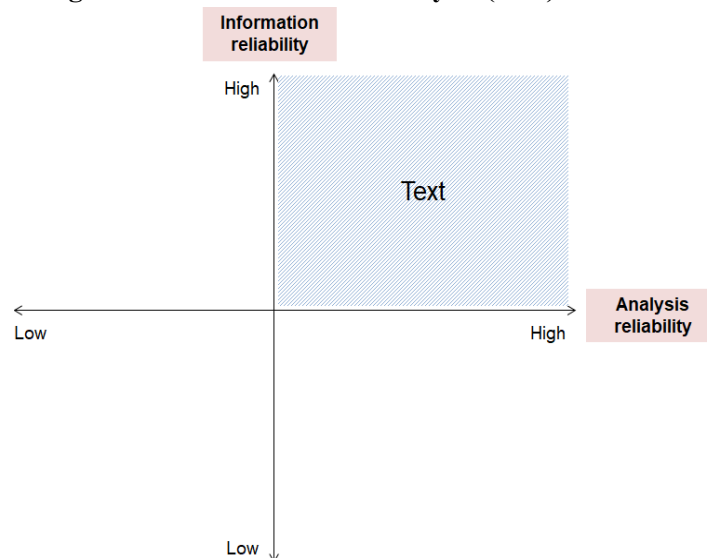 Information
reliability
High
Text
Analysis
reliability
Low
High
Low